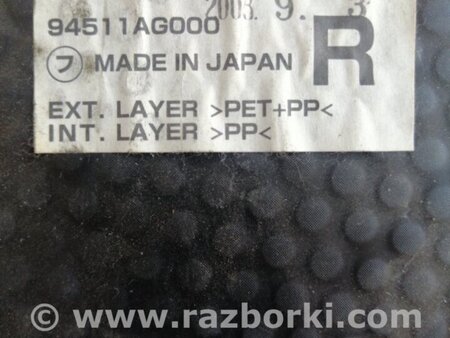 2003. 9. 3
94511AG000
フ MADE IN JAPAN R
EXT. LAYER >PET+PP<
INT. LAYER >PP<
© www.razborki.com